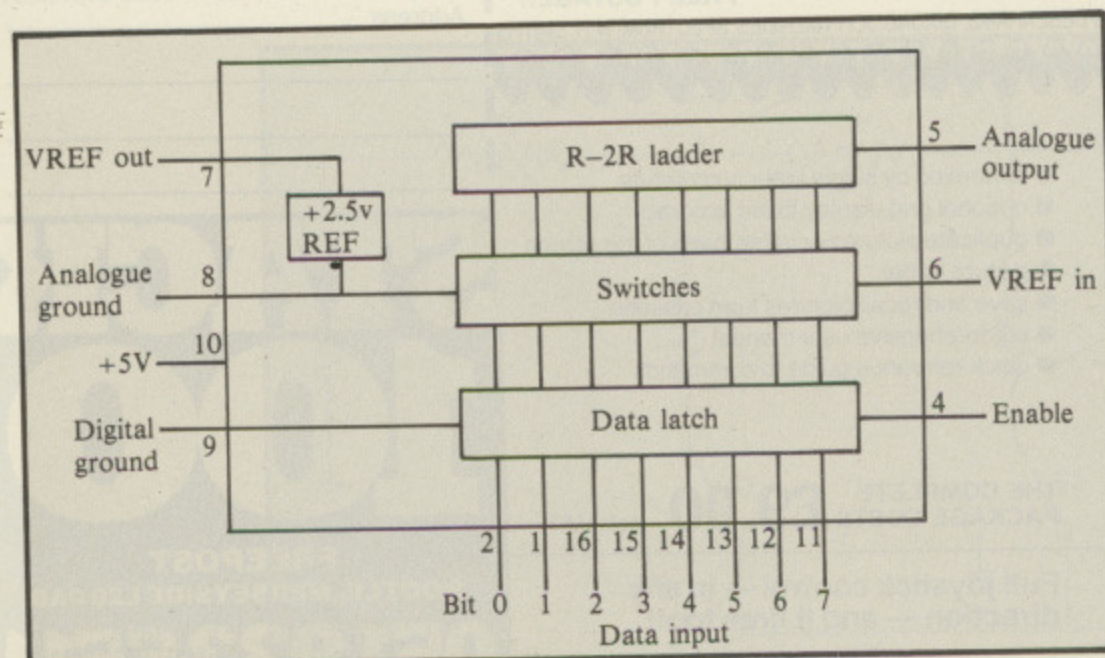 VREF out
7
+2.5v
REF
R–2R ladder
5
Analogue
output
Analogue
ground
8
Switches
6
VREF in
10
+5V
Digital
ground
9
Data latch
4
Enable
2 1 16 15 14 13 12 11
Bit 0 1 2 3 4 5 6 7
Data input